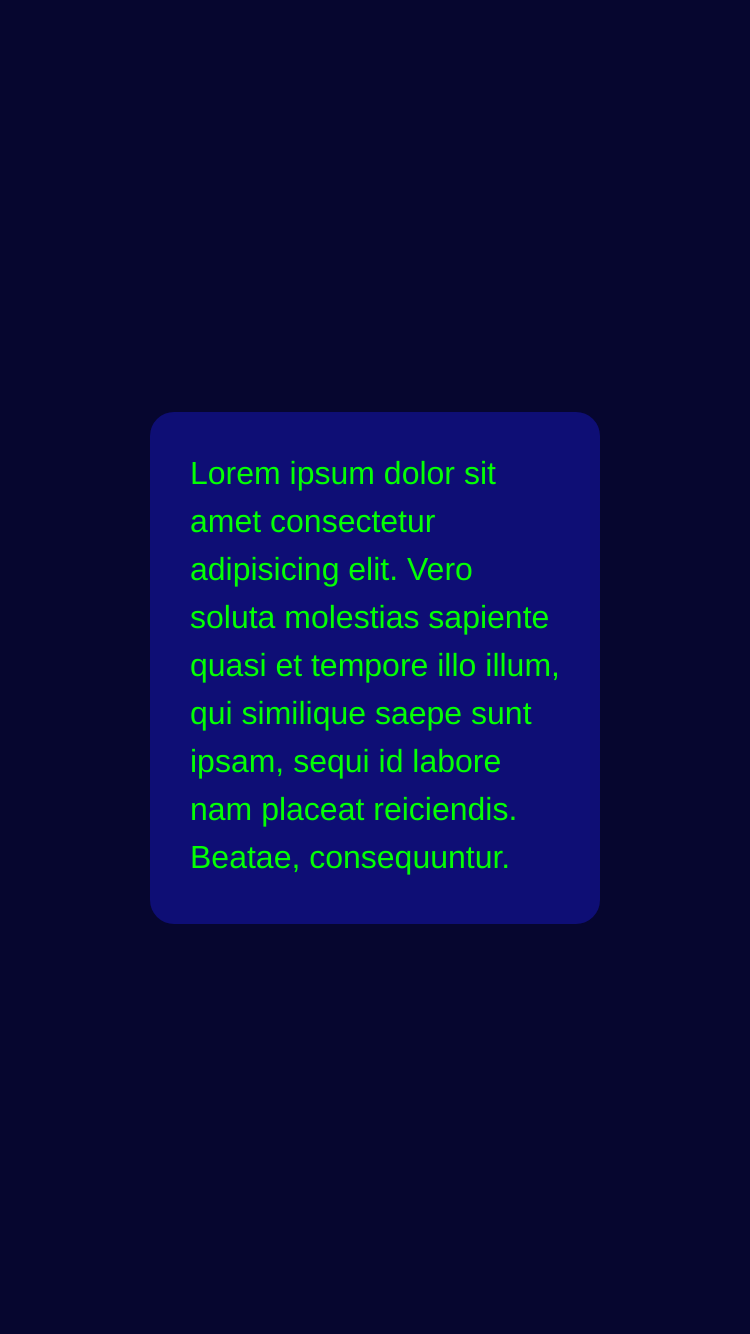 Lorem ipsum dolor sit
amet consectetur
adipisicing elit. Vero
soluta molestias sapiente
quasi et tempore illo illum,
qui similique saepe sunt
ipsam, sequi id labore
nam placeat reiciendis.
Beatae, consequuntur.